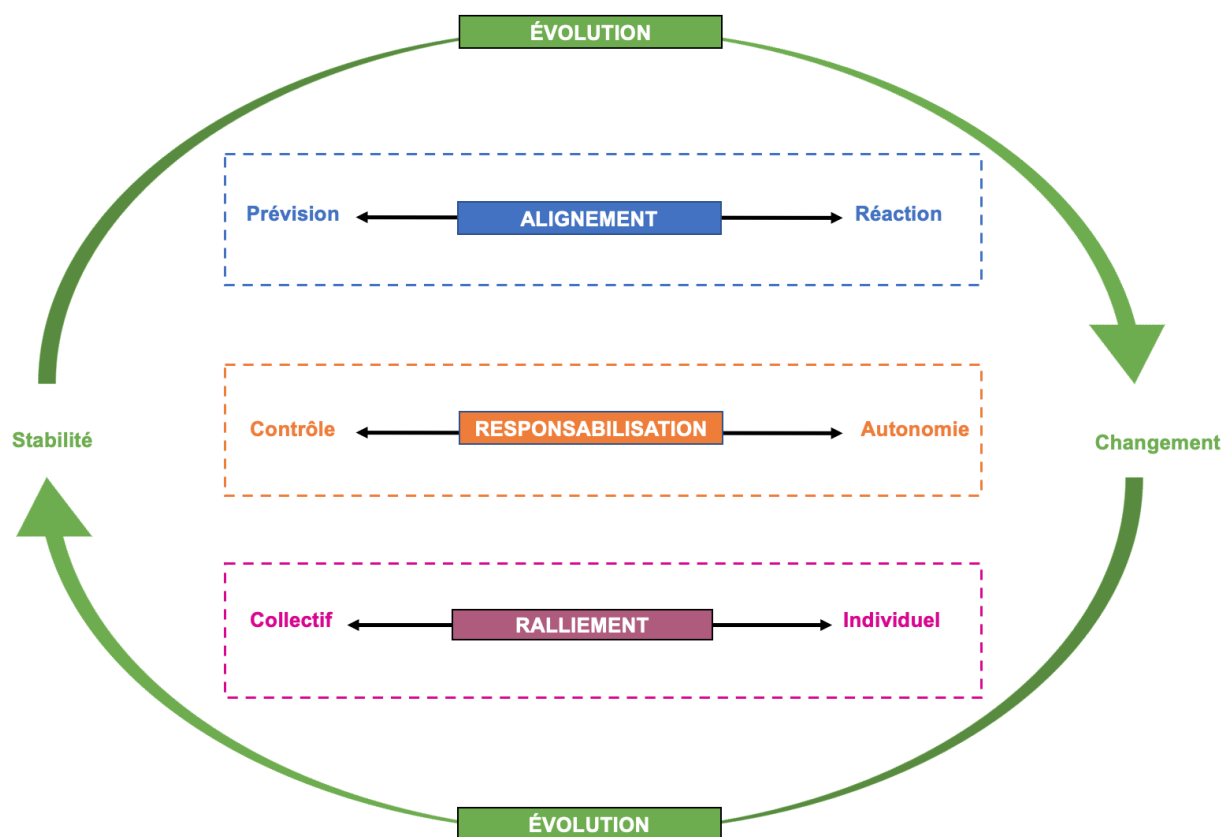 ÉVOLUTION
Prévision
ALIGNEMENT
Réaction
Contrôle
RESPONSABILISATION
Autonomie
Stabilité
Changement
Collectif
RALLIEMENT
Individuel
ÉVOLUTION